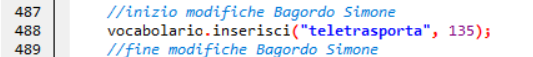 487 //inizio modifiche Bagordo Simone
488 vocabolario.inserisci("teletrasporta", 135);
489 //fine modifiche Bagordo Simone